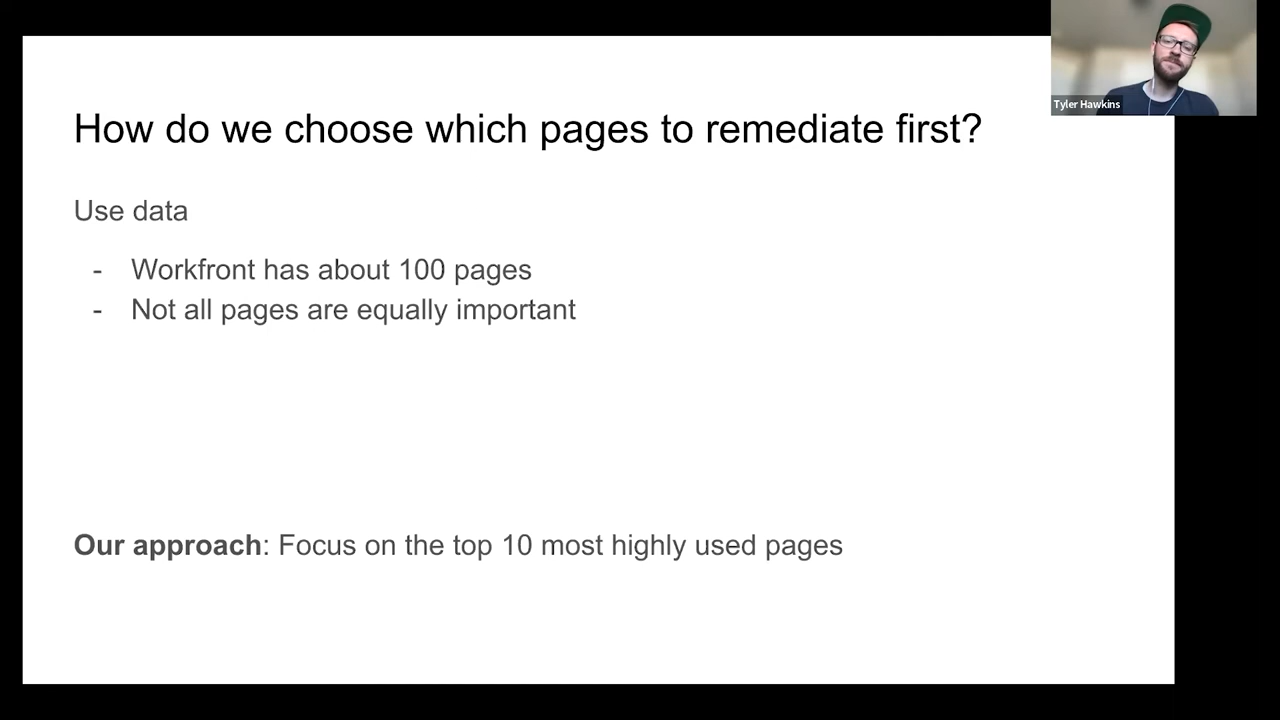 Tyler Hawkins
How do we choose which pages to remediate first?
Use data
- Workfront has about 100 pages
- Not all pages are equally important
Our approach: Focus on the top 10 most highly used pages